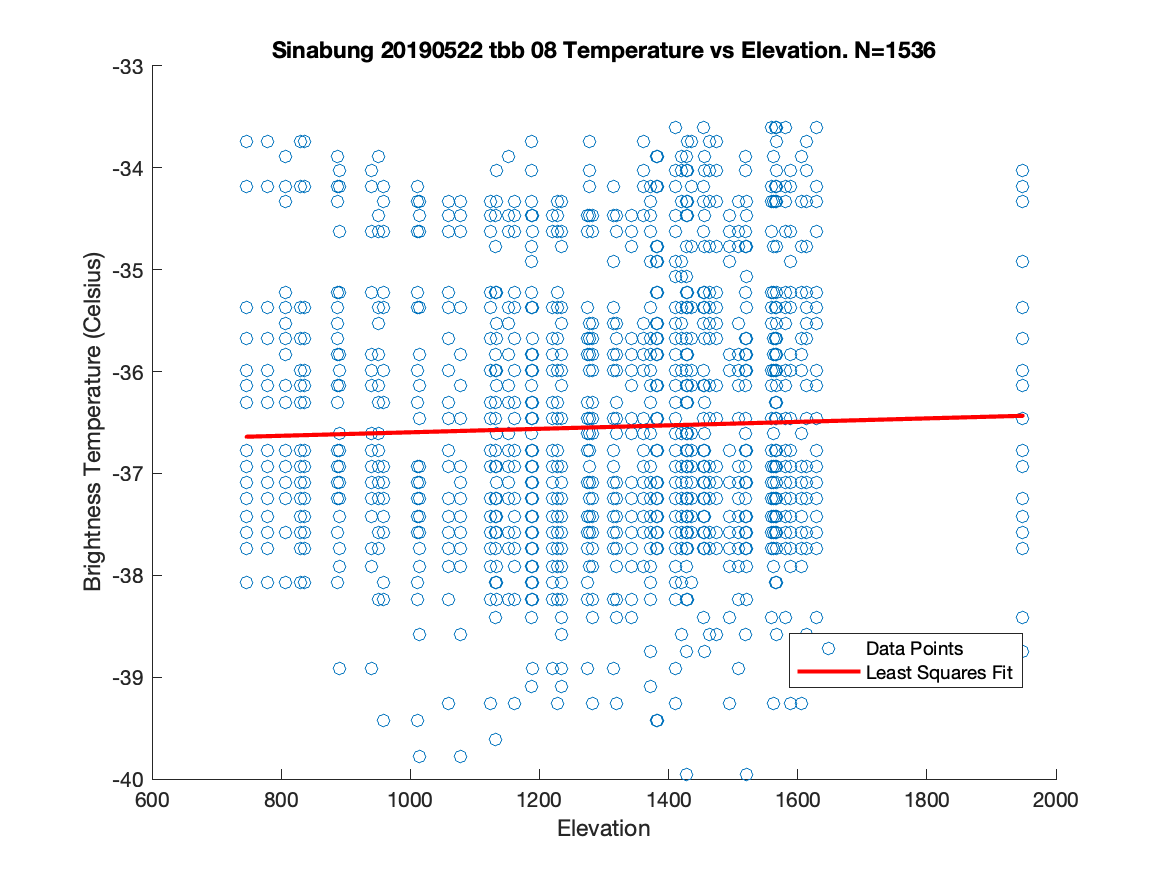 Sinabung 20190522 tbb 08 Temperature vs Elevation. N=1536
-33
-34
-35
-36
-37
-38
-39
-40
Brightness Temperature (Celsius)
Data Points
Least Squares Fit
600 800 1000 1200 1400 1600 1800 2000
Elevation